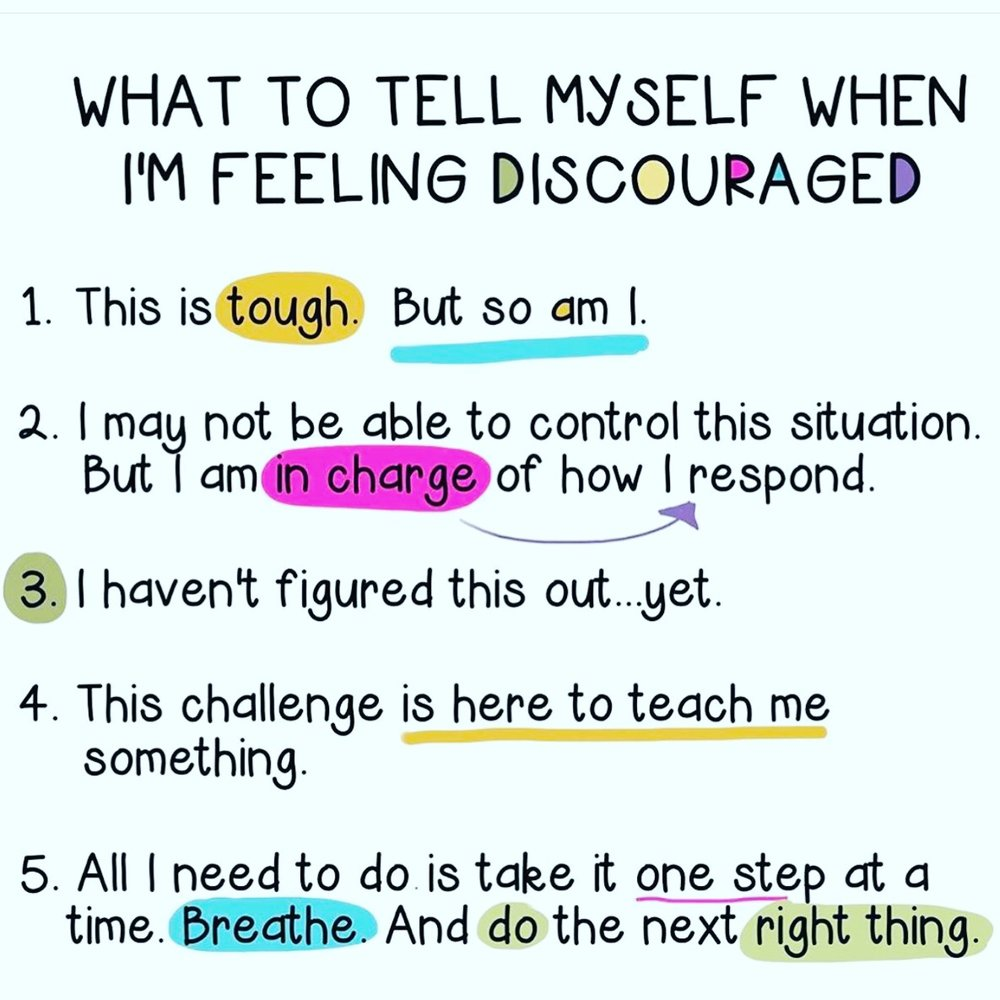 WHAT TO TELL MYSELF WHEN
I'M FEELING DISCOURAGED
1. This is tough. But so am I.
2. I may not be able to control this situation.
But I am in charge of how I respond.
3. I haven't figured this out...yet.
4. This challenge is here to teach me
something.
5. All I need to do is take it one step at a
time. Breathe. And do the next right thing.